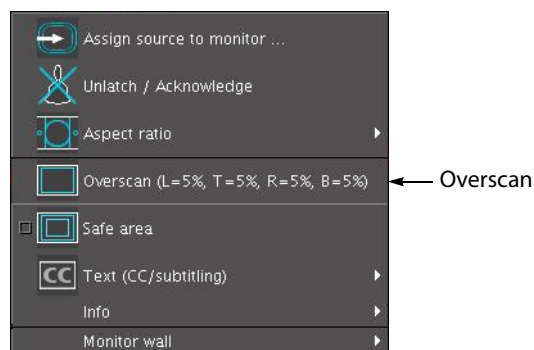 Assign source to monitor ...
Unlatch / Acknowledge
Aspect ratio
Overscan (L=5%, T=5%, R=5%, B=5%)
Overscan
Safe area
CC Text (CC/subtitling)
Info
Monitor wall